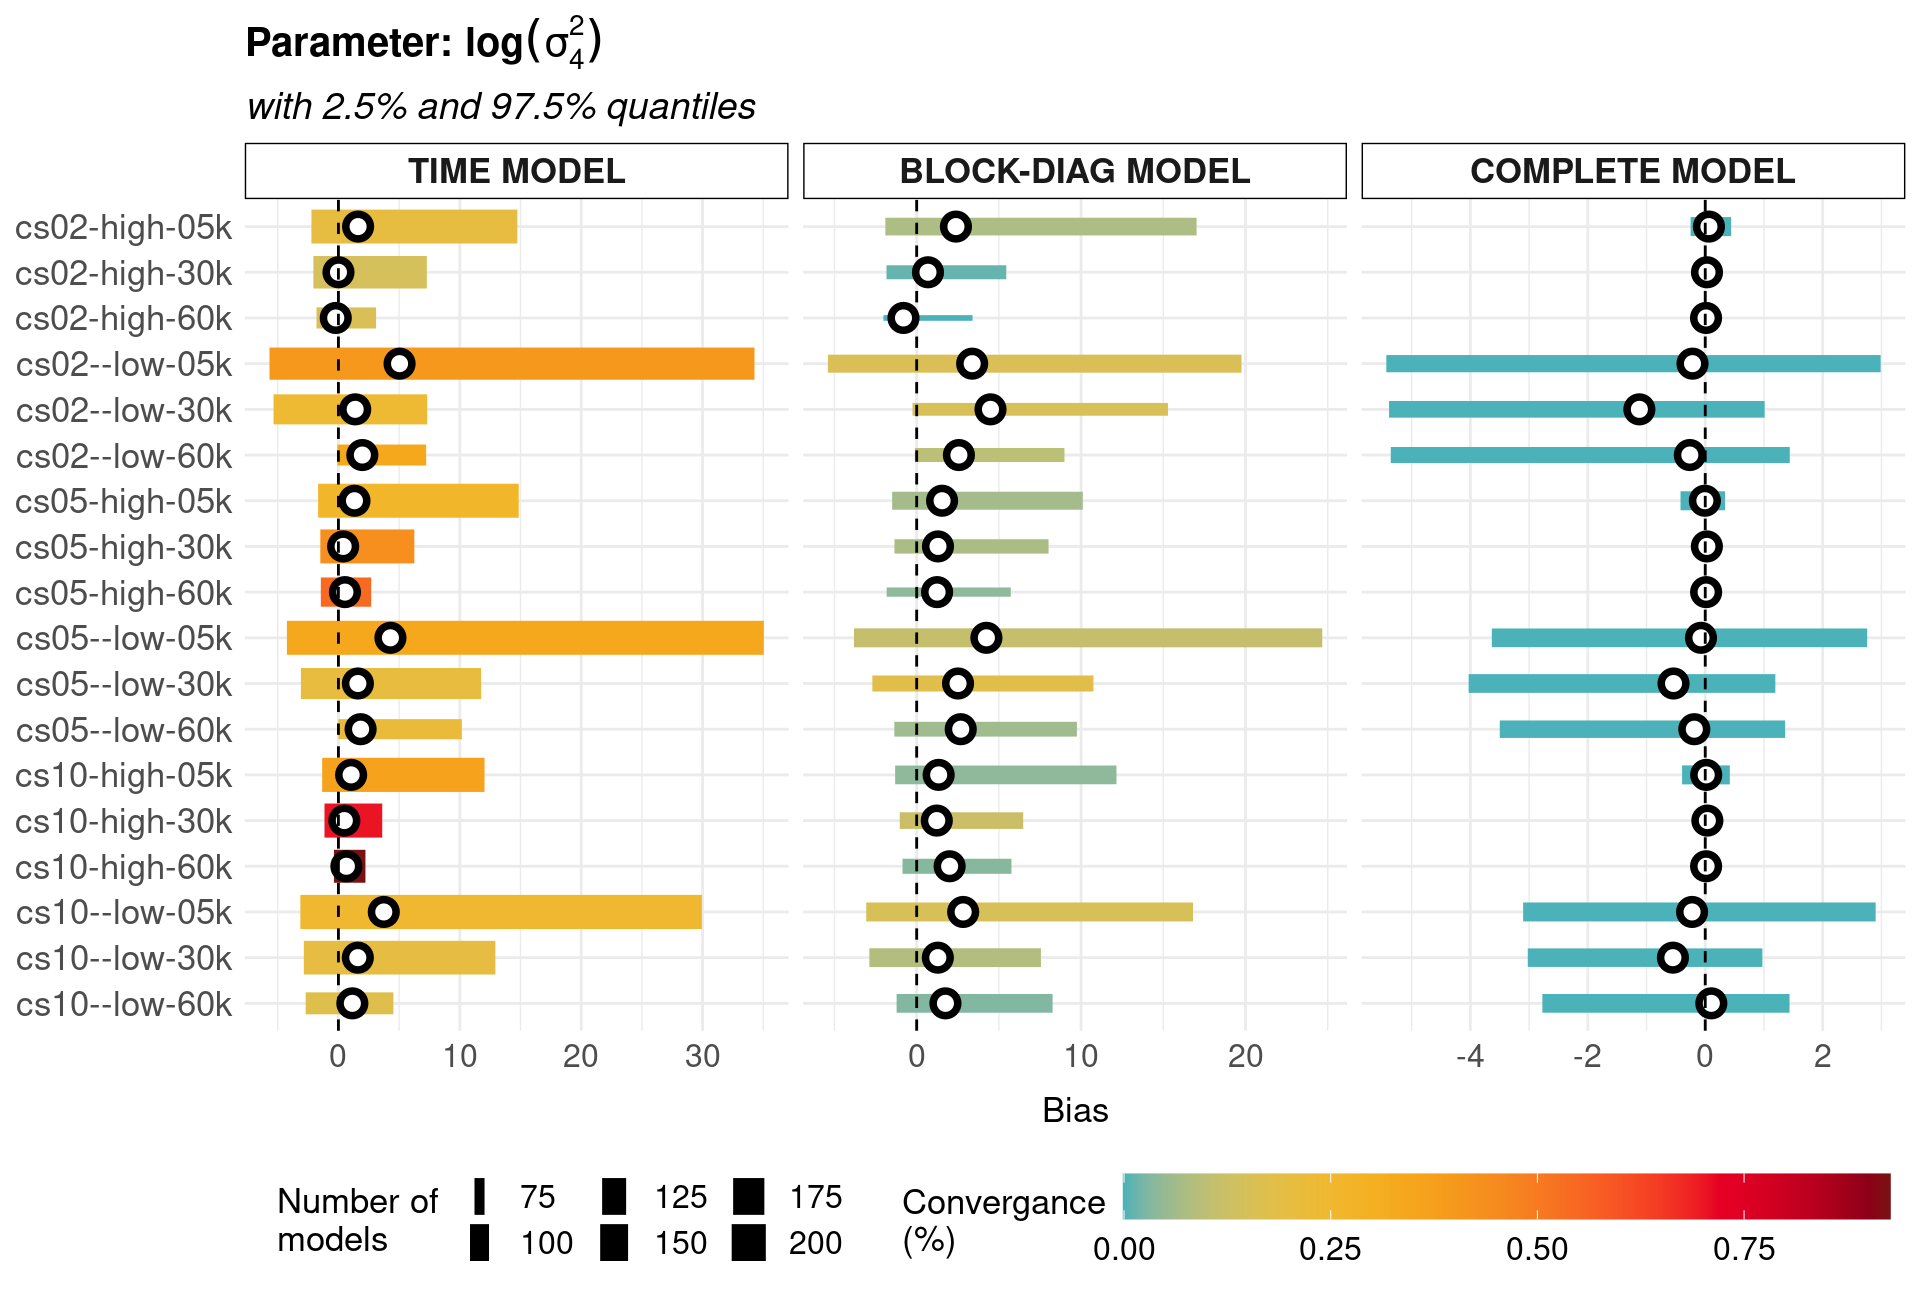 Parameter: log(σ₄²)
with 2.5% and 97.5% quantiles
TIME MODEL
BLOCK-DIAG MODEL
COMPLETE MODEL
cs02-high-05k
cs02-high-30k
cs02-high-60k
cs02--low-05k
cs02--low-30k
cs02--low-60k
cs05-high-05k
cs05-high-30k
cs05-high-60k
cs05--low-05k
cs05--low-30k
cs05--low-60k
cs10-high-05k
cs10-high-30k
cs10-high-60k
cs10--low-05k
cs10--low-30k
cs10--low-60k
0 10 20 30
0 10 20
-4 -2 0 2
Bias
Number of
models
75 125 175
100 150 200
Convergance
(%)
0.00 0.25 0.50 0.75